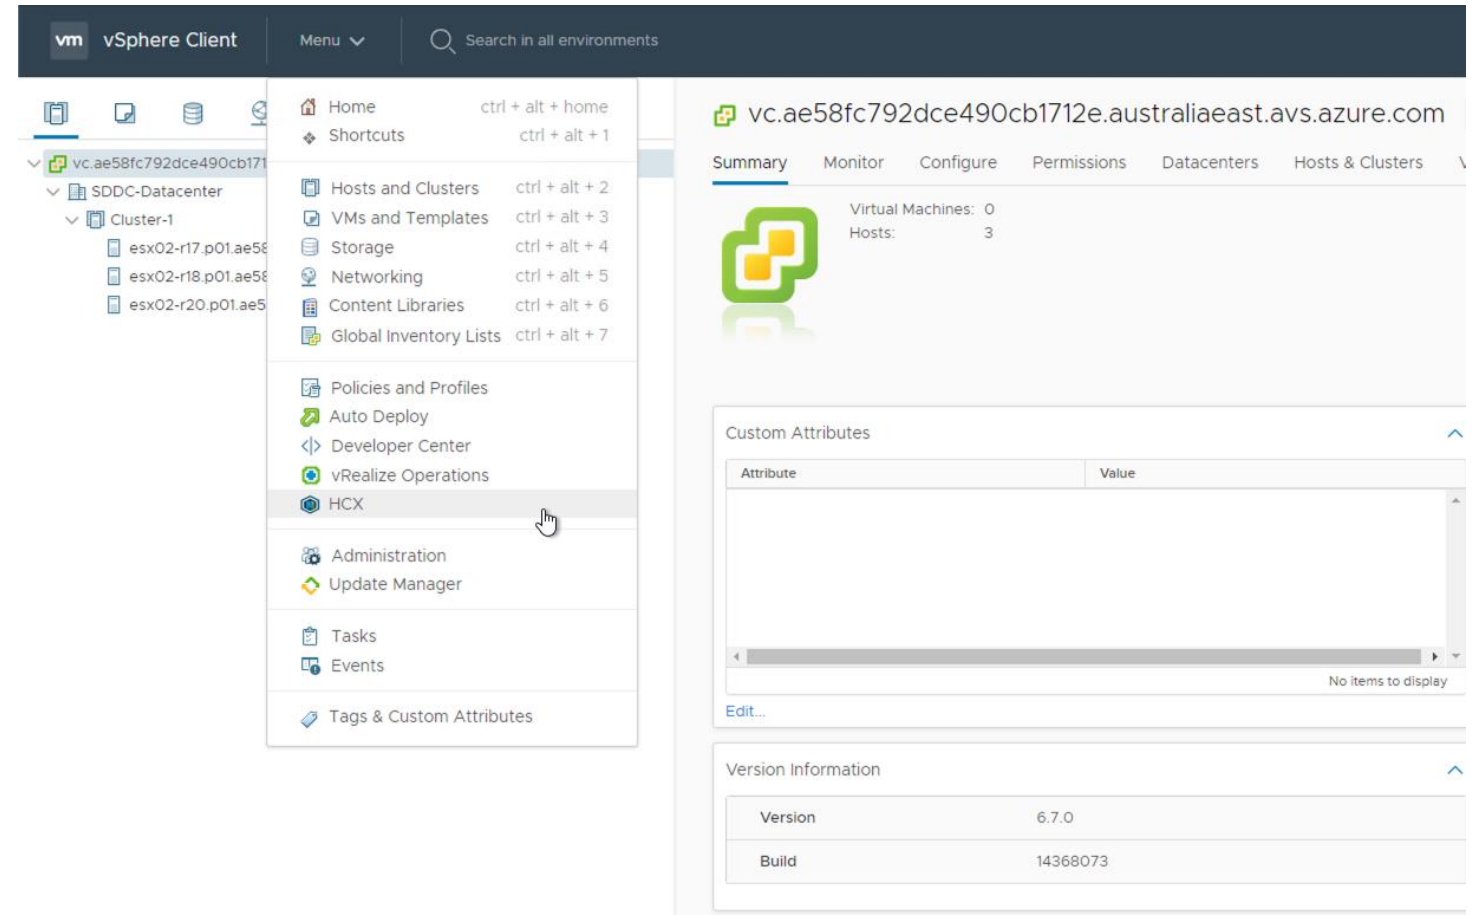 vm vSphere Client Menu Search in all environments
Home ctrl + alt + home
Shortcuts ctrl + alt + 1
Hosts and Clusters ctrl + alt + 2
VMs and Templates ctrl + alt + 3
Storage ctrl + alt + 4
Networking ctrl + alt + 5
Content Libraries ctrl + alt + 6
Global Inventory Lists ctrl + alt + 7
Policies and Profiles
Auto Deploy
Developer Center
vRealize Operations
HCX
Administration
Update Manager
Tasks
Events
Tags & Custom Attributes
vc.ae58fc792dce490cb171
SDDC-Datacenter
Cluster-1
esx02-r17.p01.ae58
esx02-r18.p01.ae58
esx02-r20.p01.ae5
vc.ae58fc792dce490cb1712e.australiaeast.avs.azure.com
Summary Monitor Configure Permissions Datacenters Hosts & Clusters V
Virtual Machines: 0
Hosts: 3
Custom Attributes
Attribute Value
No items to display
Edit...
Version Information
Version 6.7.0
Build 14368073